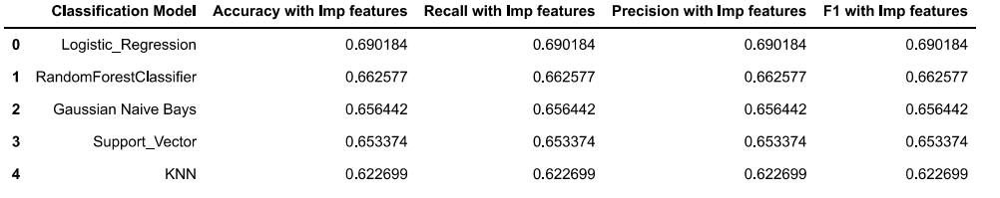 Classification Model Accuracy with Imp features Recall with Imp features Precision with Imp features F1 with Imp features
0 Logistic_Regression 0.690184 0.690184 0.690184 0.690184
1 RandomForestClassifier 0.662577 0.662577 0.662577 0.662577
2 Gaussian Naive Bays 0.656442 0.656442 0.656442 0.656442
3 Support_Vector 0.653374 0.653374 0.653374 0.653374
4 KNN 0.622699 0.622699 0.622699 0.622699